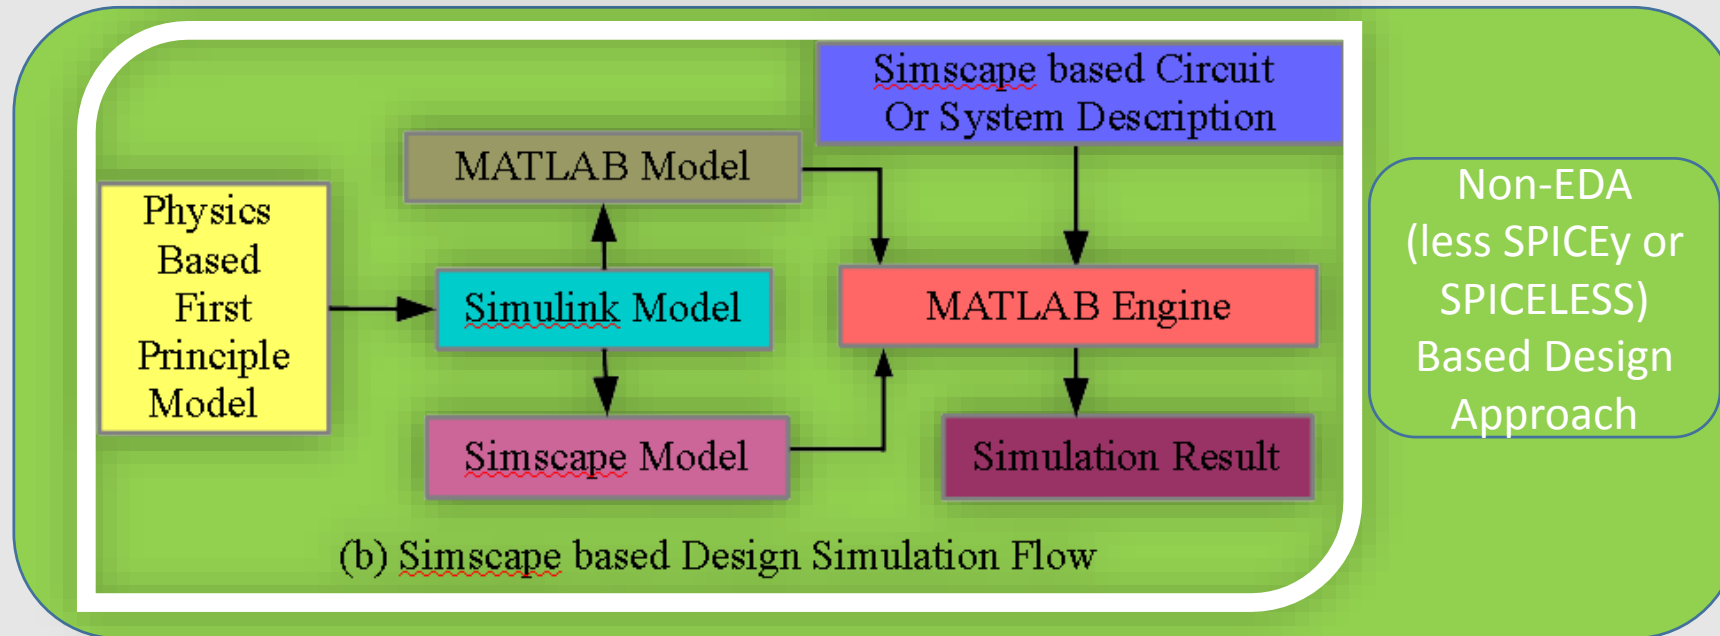 Simscape based Circuit
Or System Description
MATLAB Model
Physics
Based
First
Principle
Model
Simulink Model
MATLAB Engine
Simscape Model
Simulation Result
(b) Simscape based Design Simulation Flow
Non-EDA
(less SPICEy or
SPICELESS)
Based Design
Approach